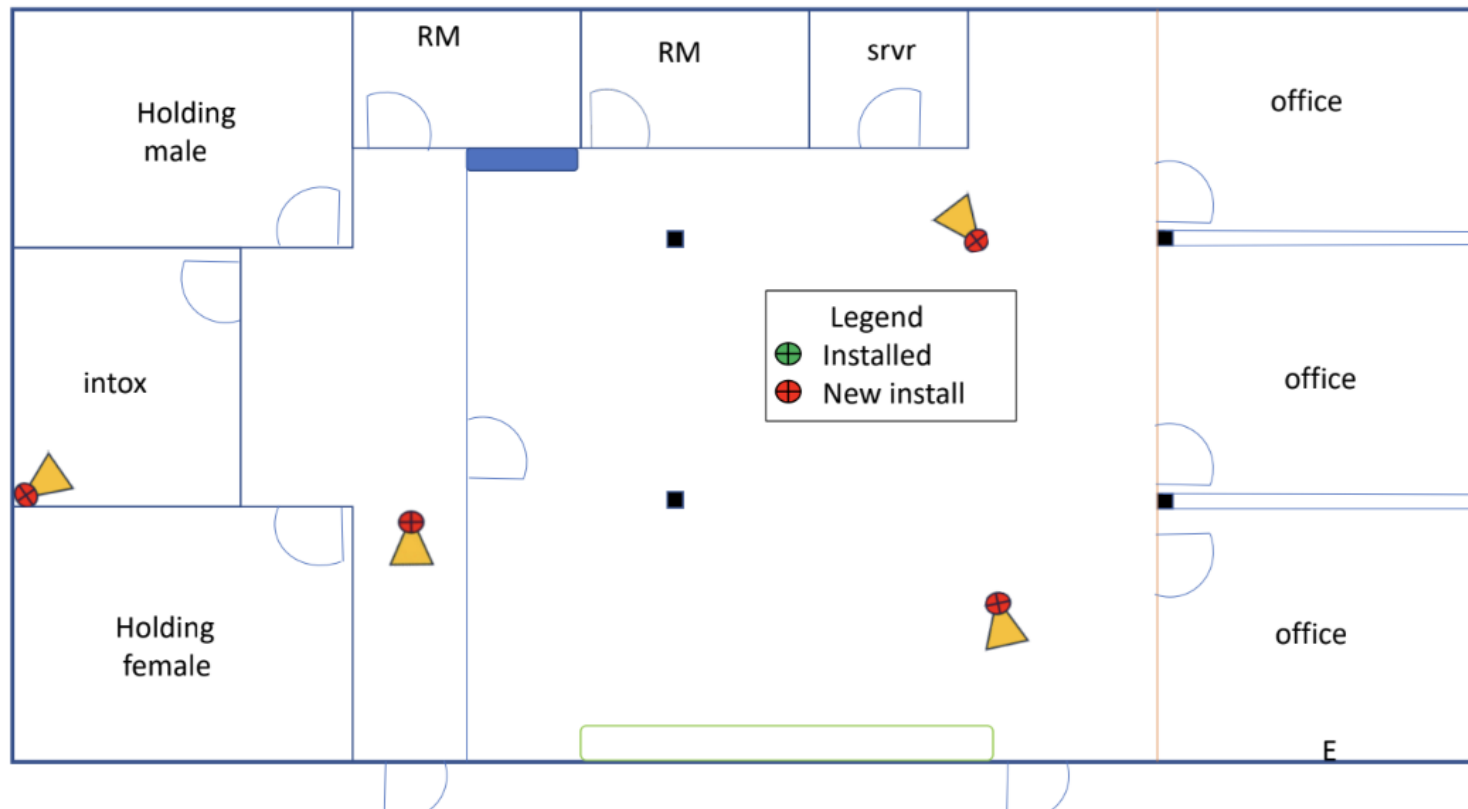 RM
RM
srvr
office
Holding
male
Legend
Installed
New install
intox
office
Holding
female
office
E